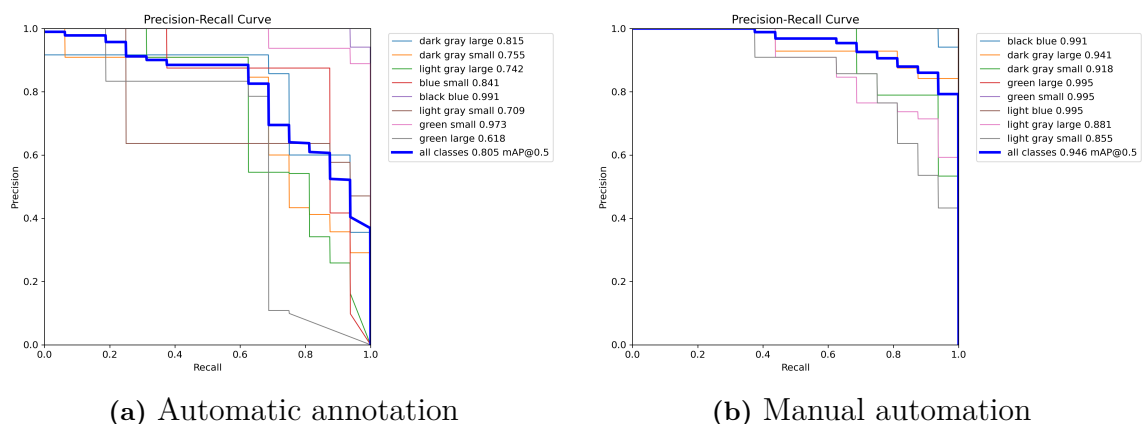 Precision-Recall Curve
1.0
0.8
0.6
0.4
0.2
0.0
Precision
0.0 0.2 0.4 0.6 0.8 1.0
Recall
dark gray large 0.815
dark gray small 0.755
light gray large 0.742
blue small 0.841
black blue 0.991
light gray small 0.709
green small 0.973
green large 0.618
all classes 0.805 mAP@0.5
(a) Automatic annotation
Precision-Recall Curve
1.0
0.8
0.6
0.4
0.2
0.0
Precision
0.0 0.2 0.4 0.6 0.8 1.0
Recall
black blue 0.991
dark gray large 0.941
dark gray small 0.918
green large 0.995
green small 0.995
light blue 0.995
light gray large 0.881
light gray small 0.855
all classes 0.946 mAP@0.5
(b) Manual automation